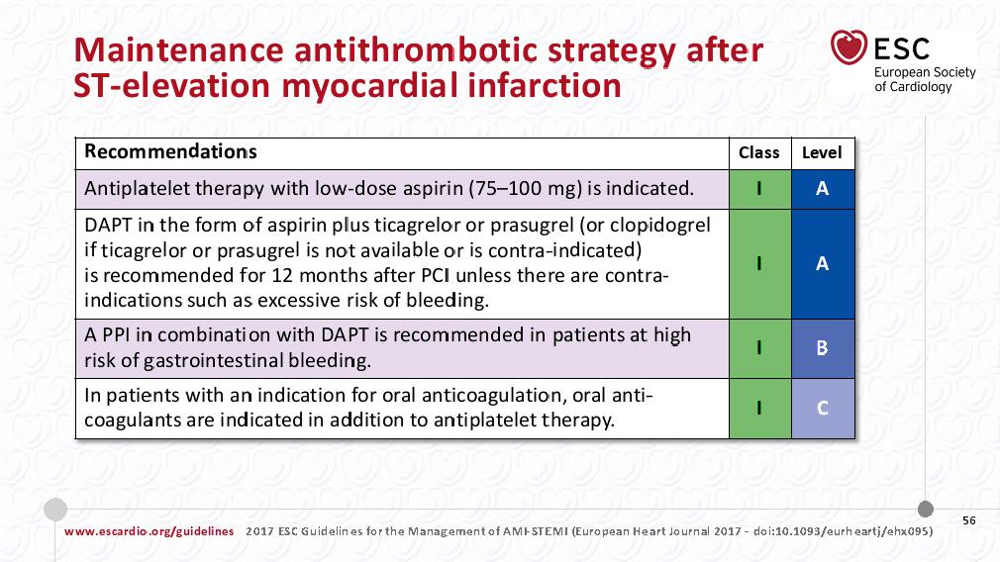 Maintenance antithrombotic strategy after
ST-elevation myocardial infarction
ESC
European Society
of Cardiology
Recommendations Class Level
Antiplatelet therapy with low-dose aspirin (75–100 mg) is indicated. I A
DAPT in the form of aspirin plus ticagrelor or prasugrel (or clopidogrel
if ticagrelor or prasugrel is not available or is contra-indicated)
is recommended for 12 months after PCI unless there are contra-
indications such as excessive risk of bleeding.
I A
A PPI in combination with DAPT is recommended in patients at high
risk of gastrointestinal bleeding.
I B
In patients with an indication for oral anticoagulation, oral anti-
coagulants are indicated in addition to antiplatelet therapy.
I C
56
www.escardio.org/guidelines 2017 ESC Guidelines for the Management of AMI-STEMI (European Heart Journal 2017 - doi:10.1093/eurheartj/ehx095)